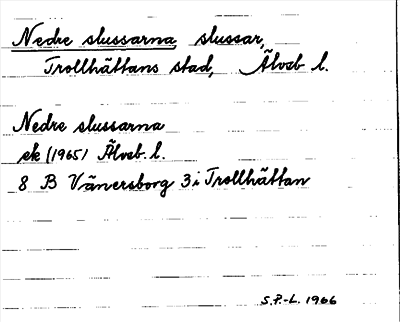 Nedre slussarna, slussar,
Trollhättans stad, Älvsb l.
Nedre slussarna
ek (1965) Älvsb. l.
8 B Vänersborg 3 i Trollhättan
S.P.-L. 1966